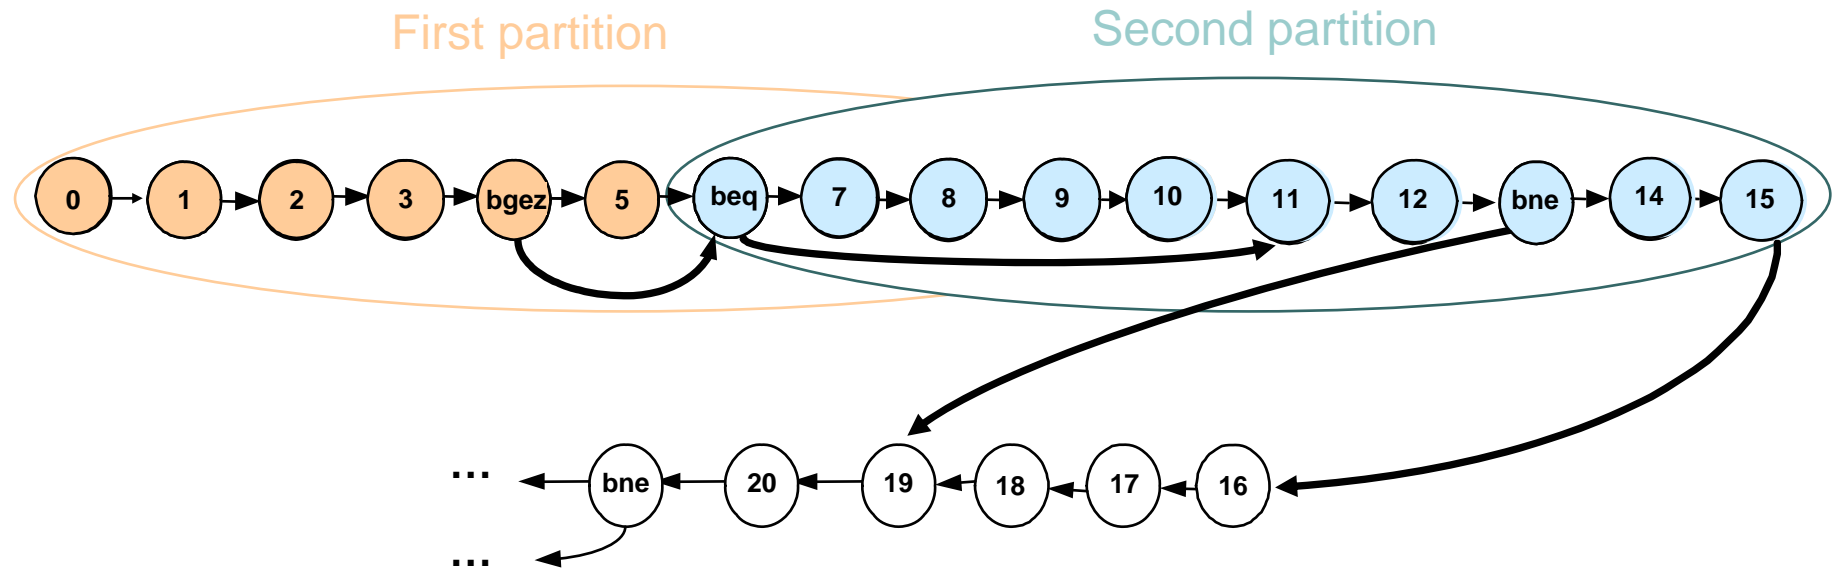 First partition
Second partition
0 1 2 3 bgez 5 beq 7 8 9 10 11 12 bne 14 15
... bne 20 19 18 17 16
...